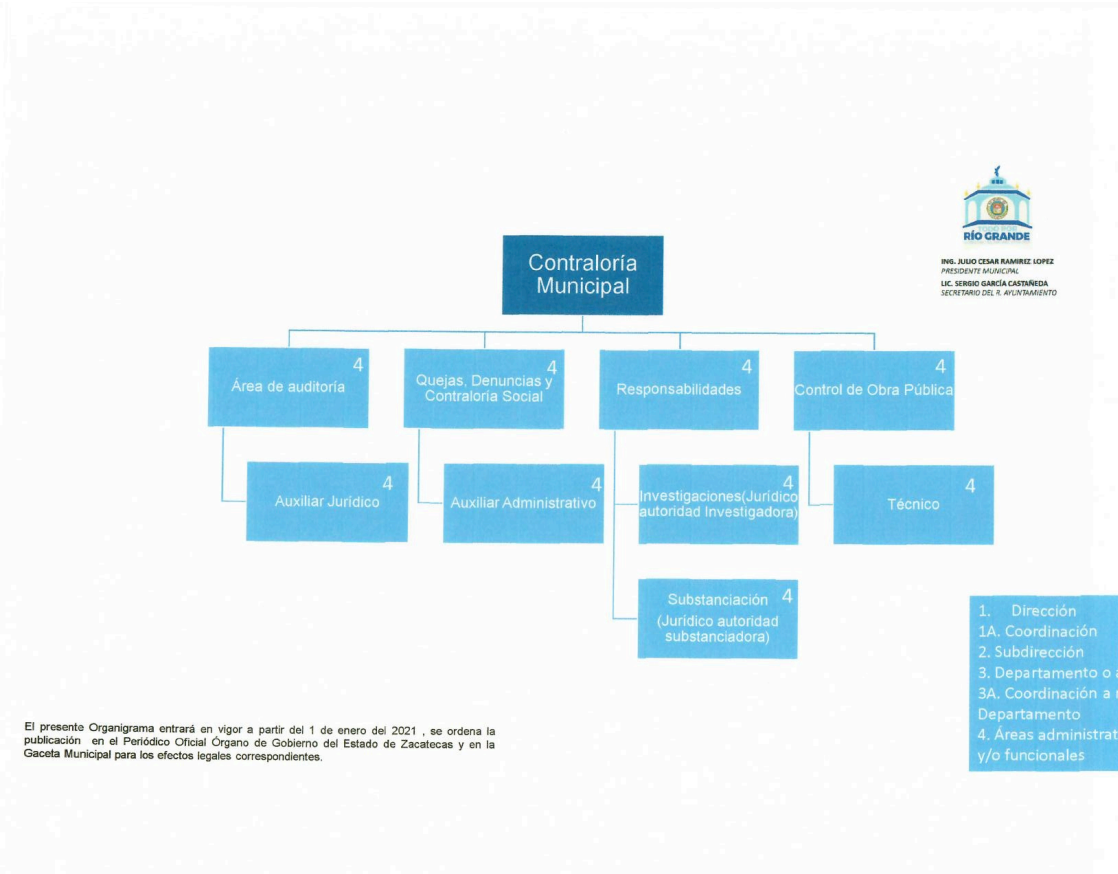 RÍO GRANDE
ING. JULIO CESAR RAMIREZ LOPEZ
PRESIDENTE MUNICIPAL
LIC. SERGIO GARCÍA CASTAÑEDA
SECRETARIO DEL R. AYUNTAMIENTO
Contraloría
Municipal
4
Área de auditoría
4
Quejas, Denuncias y
Contraloría Social
4
Responsabilidades
4
Control de Obra Pública
4
Auxiliar Jurídico
4
Auxiliar Administrativo
4
Investigaciones(Jurídico
autoridad Investigadora)
4
Técnico
4
Substanciación
(Jurídico autoridad
substanciadora)
1. Dirección
1A. Coordinación
2. Subdirección
3. Departamento o
3A. Coordinación a
Departamento
4. Áreas
y/o funcionales
El presente Organigrama entrará en vigor a partir del 1 de enero del 2021 , se ordena la
publicación en el Periódico Oficial Órgano de Gobierno del Estado de Zacatecas y en la
Gaceta Municipal para los efectos legales correspondientes.